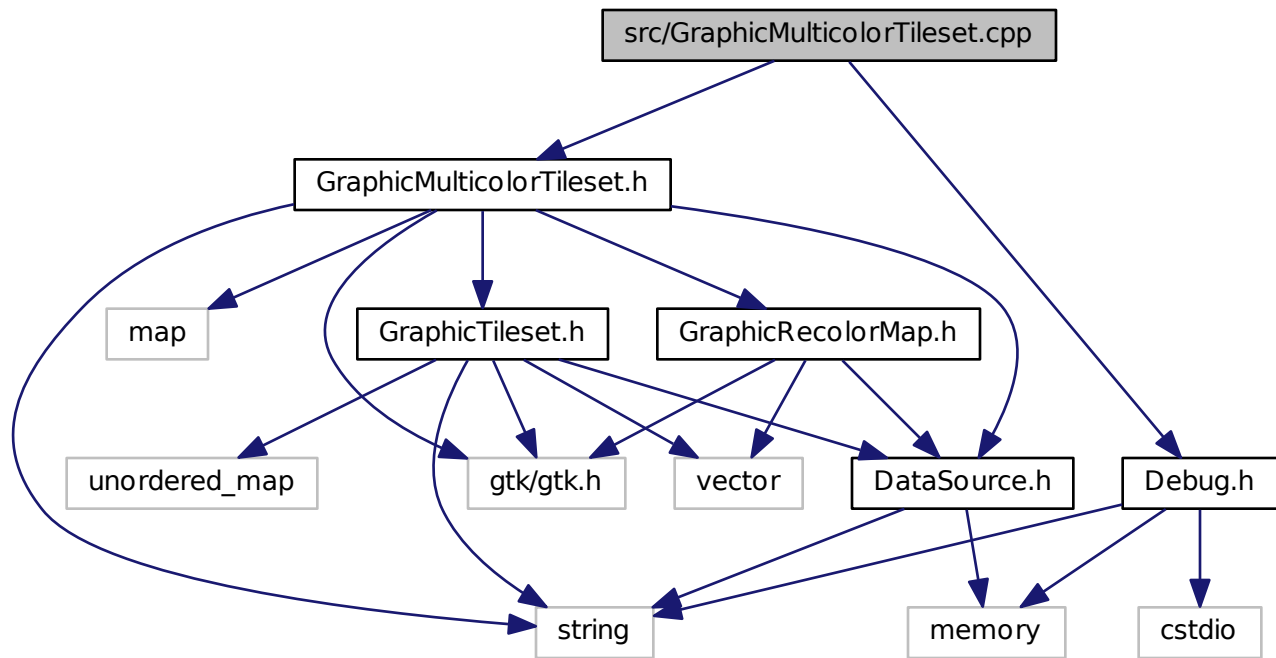 src/GraphicMulticolorTileset.cpp
GraphicMulticolorTileset.h
map
GraphicTileset.h
GraphicRecolorMap.h
unordered_map
gtk/gtk.h
vector
DataSource.h
Debug.h
string
memory
cstdio